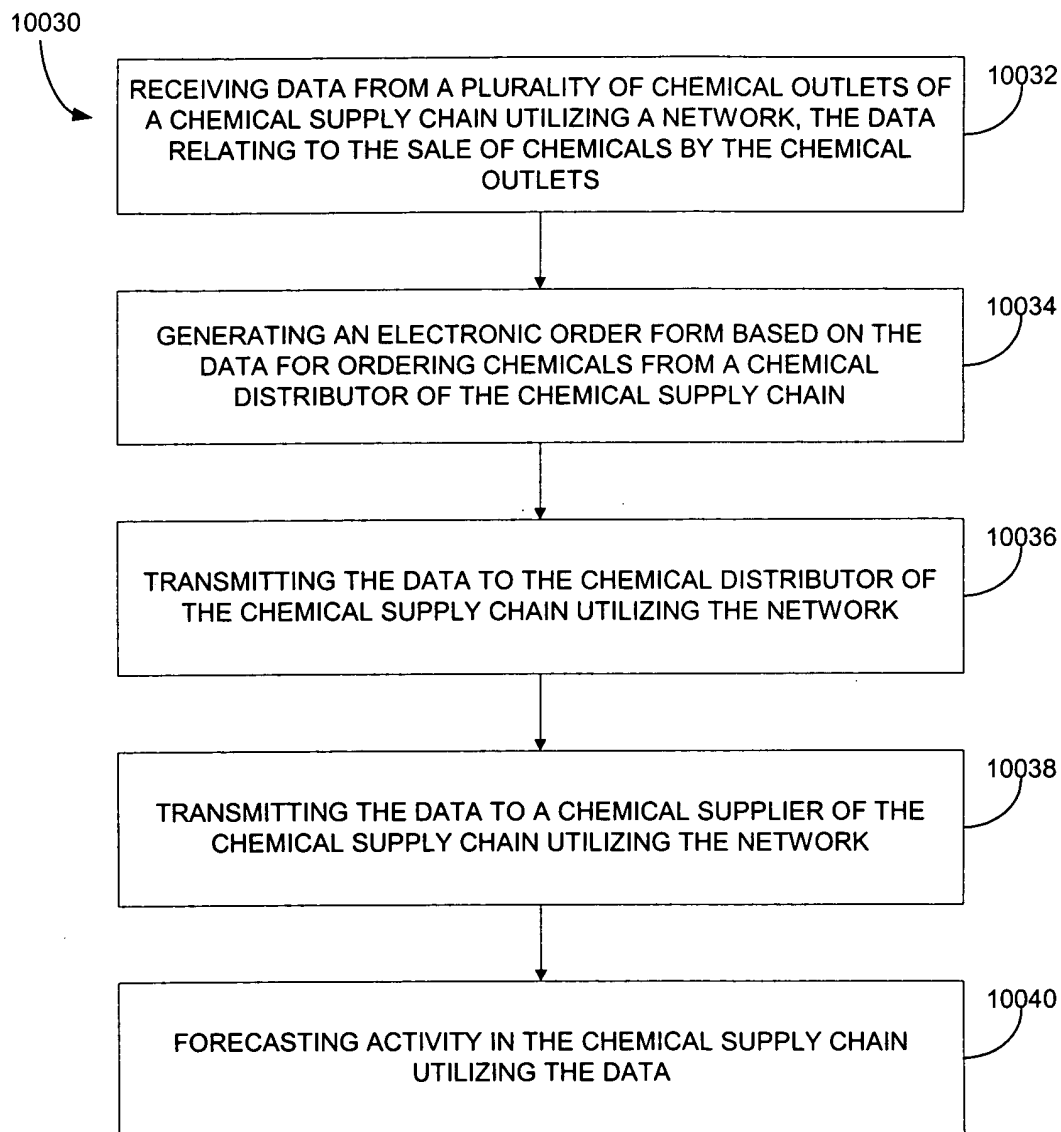 10030
10032
RECEIVING DATA FROM A PLURALITY OF CHEMICAL OUTLETS OF
A CHEMICAL SUPPLY CHAIN UTILIZING A NETWORK, THE DATA
RELATING TO THE SALE OF CHEMICALS BY THE CHEMICAL
OUTLETS
10034
GENERATING AN ELECTRONIC ORDER FORM BASED ON THE
DATA FOR ORDERING CHEMICALS FROM A CHEMICAL
DISTRIBUTOR OF THE CHEMICAL SUPPLY CHAIN
10036
TRANSMITTING THE DATA TO THE CHEMICAL DISTRIBUTOR OF
THE CHEMICAL SUPPLY CHAIN UTILIZING THE NETWORK
10038
TRANSMITTING THE DATA TO A CHEMICAL SUPPLIER OF THE
CHEMICAL SUPPLY CHAIN UTILIZING THE NETWORK
10040
FORECASTING ACTIVITY IN THE CHEMICAL SUPPLY CHAIN
UTILIZING THE DATA